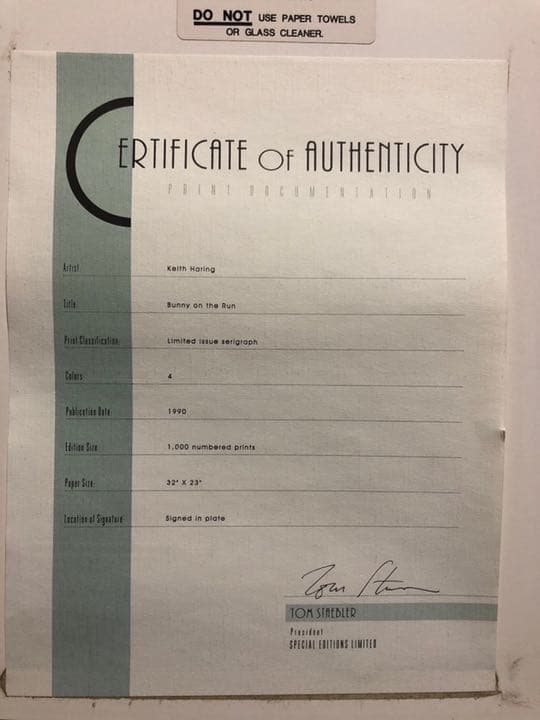 DO NOT USE PAPER TOWELS
OR GLASS CLEANER.
CERTIFICATE OF AUTHENTICITY
PRINT DOCUMENTATION
Artist Keith Haring
Title Bunny on the Run
Print Classification: Limited issue serigraph
Colors 4
Publication Date 1990
Edition Size: 1,000 numbered prints
Paper Size: 32" X 23"
Location of Signature Signed in plate
Tom
TOM STAEBLER
President
SPECIAL EDITIONS LIMITED